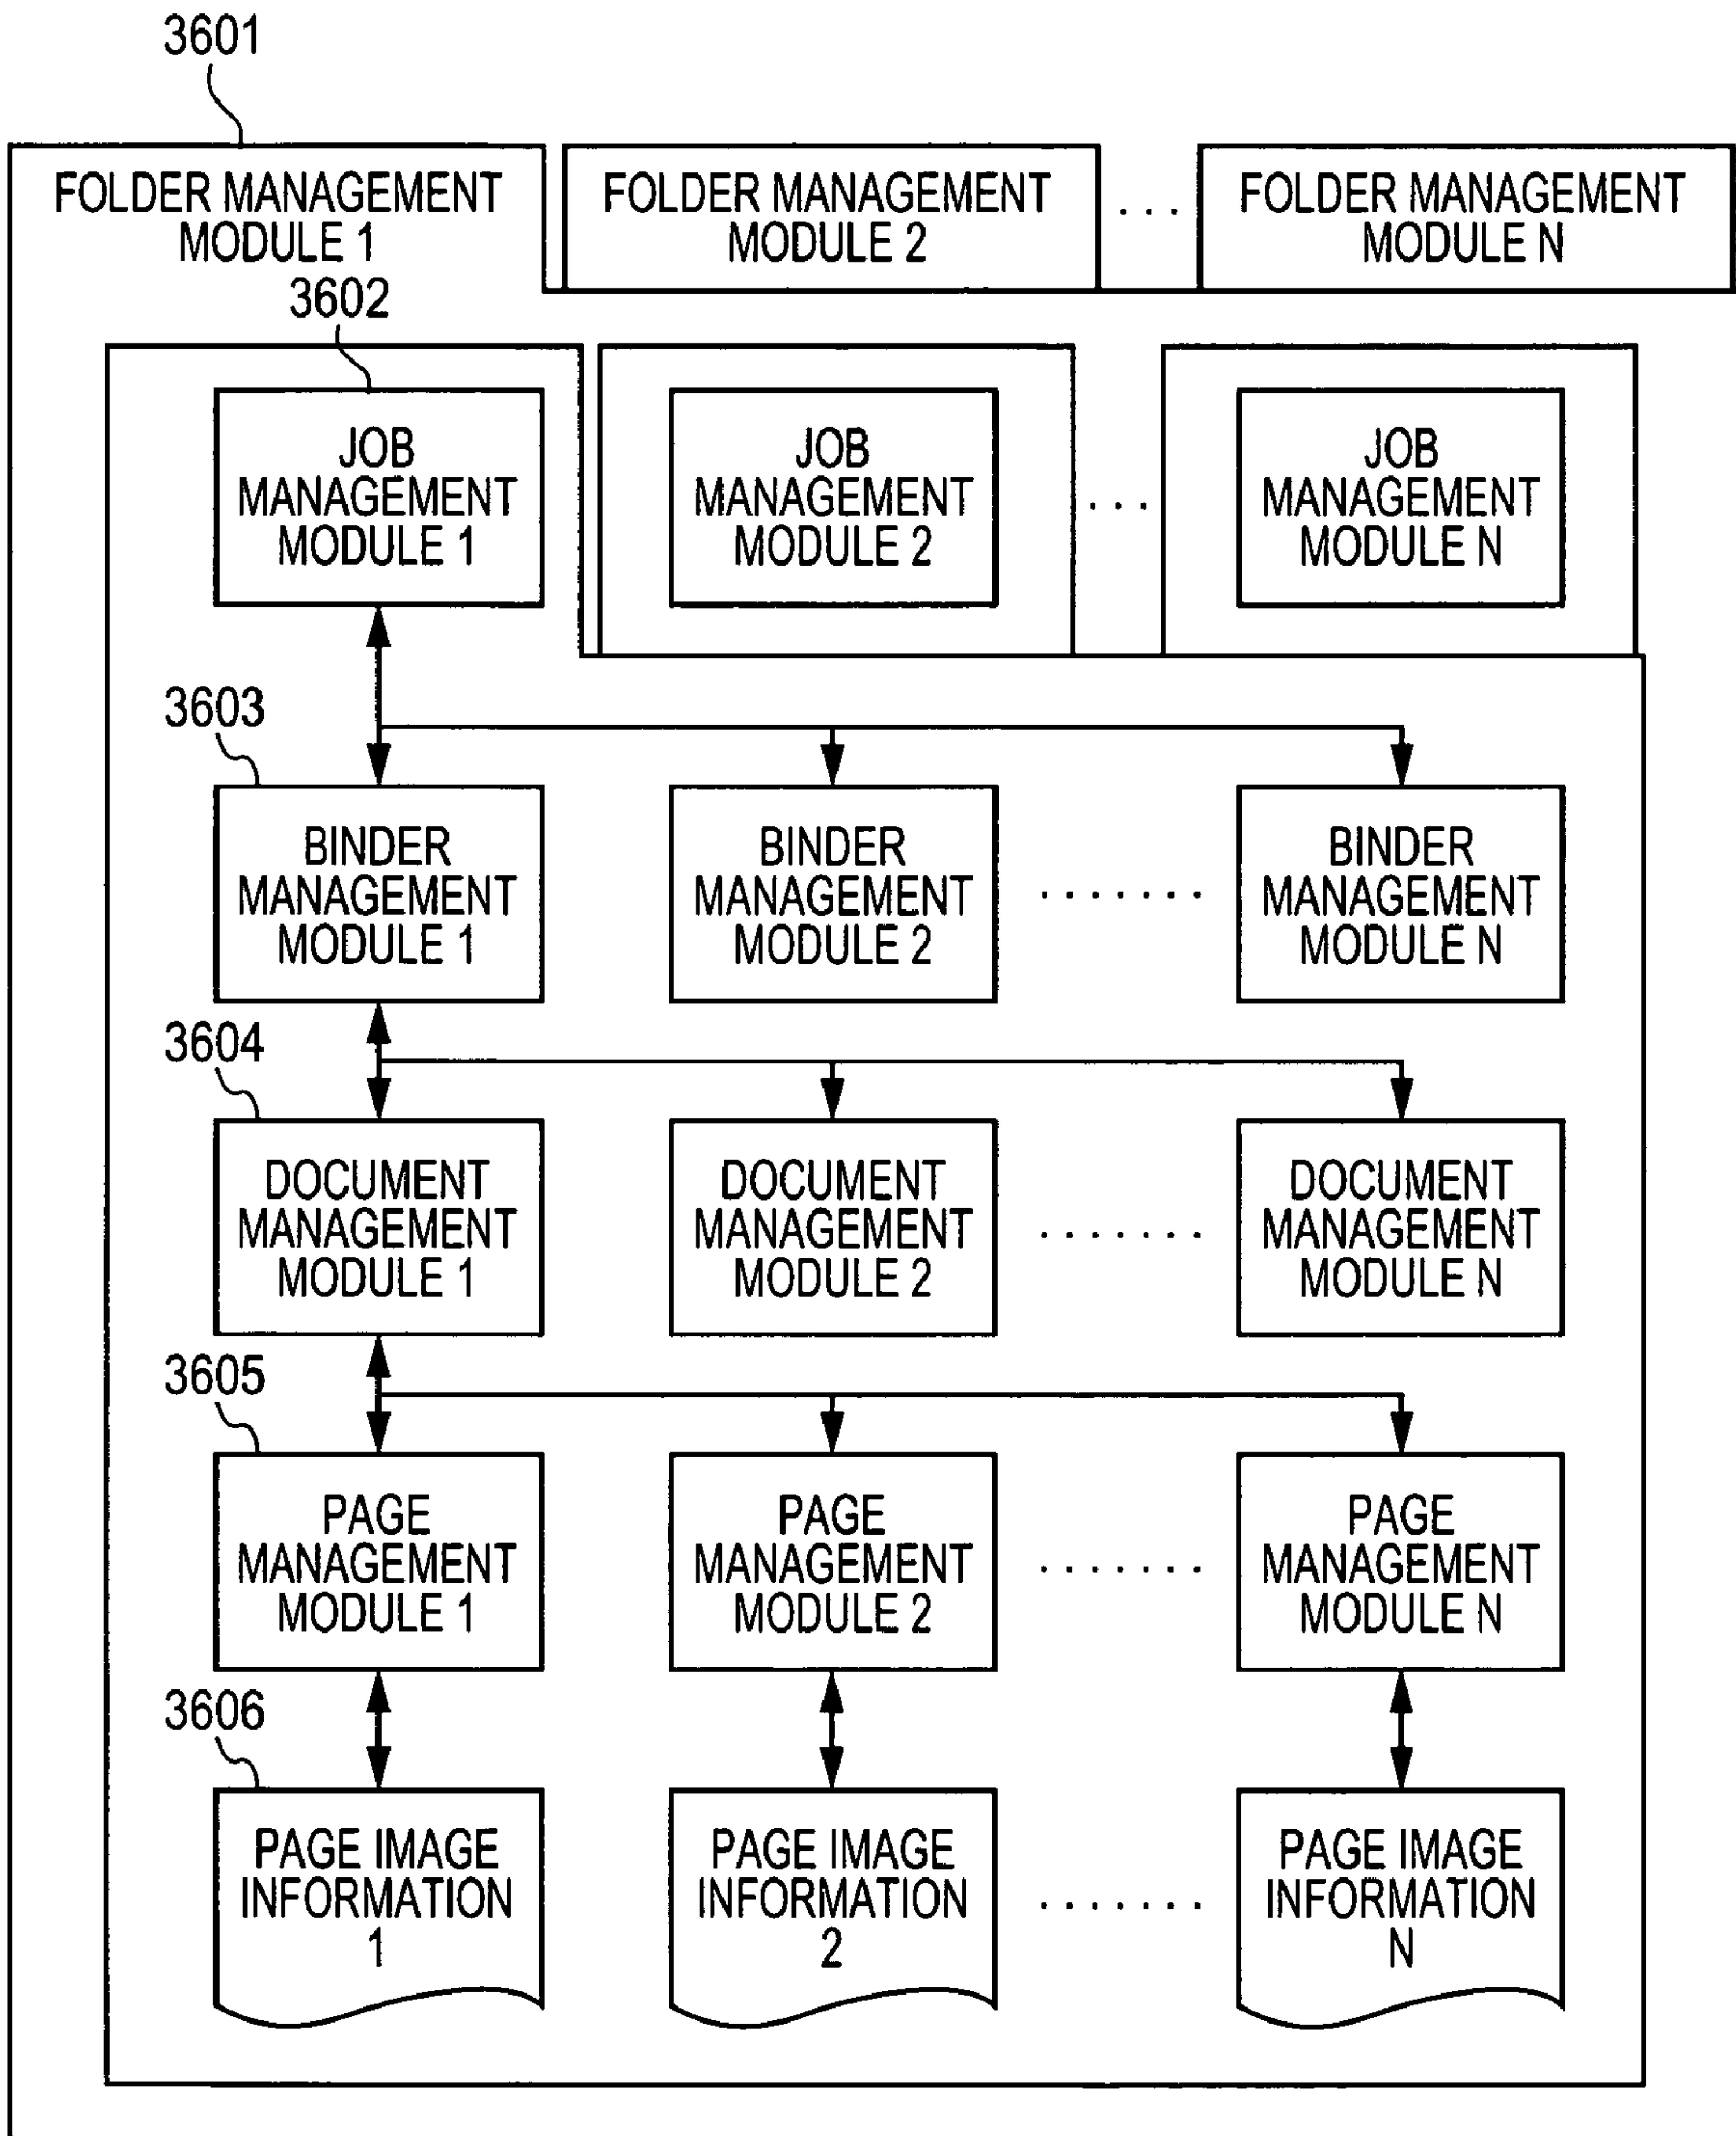 3601
FOLDER MANAGEMENT
MODULE 1
FOLDER MANAGEMENT
MODULE 2
...
FOLDER MANAGEMENT
MODULE N
3602
JOB
MANAGEMENT
MODULE 1
JOB
MANAGEMENT
MODULE 2
...
JOB
MANAGEMENT
MODULE N
3603
BINDER
MANAGEMENT
MODULE 1
BINDER
MANAGEMENT
MODULE 2
.......
BINDER
MANAGEMENT
MODULE N
3604
DOCUMENT
MANAGEMENT
MODULE 1
DOCUMENT
MANAGEMENT
MODULE 2
.......
DOCUMENT
MANAGEMENT
MODULE N
3605
PAGE
MANAGEMENT
MODULE 1
PAGE
MANAGEMENT
MODULE 2
.......
PAGE
MANAGEMENT
MODULE N
3606
PAGE IMAGE
INFORMATION
1
PAGE IMAGE
INFORMATION
2
.......
PAGE IMAGE
INFORMATION
N